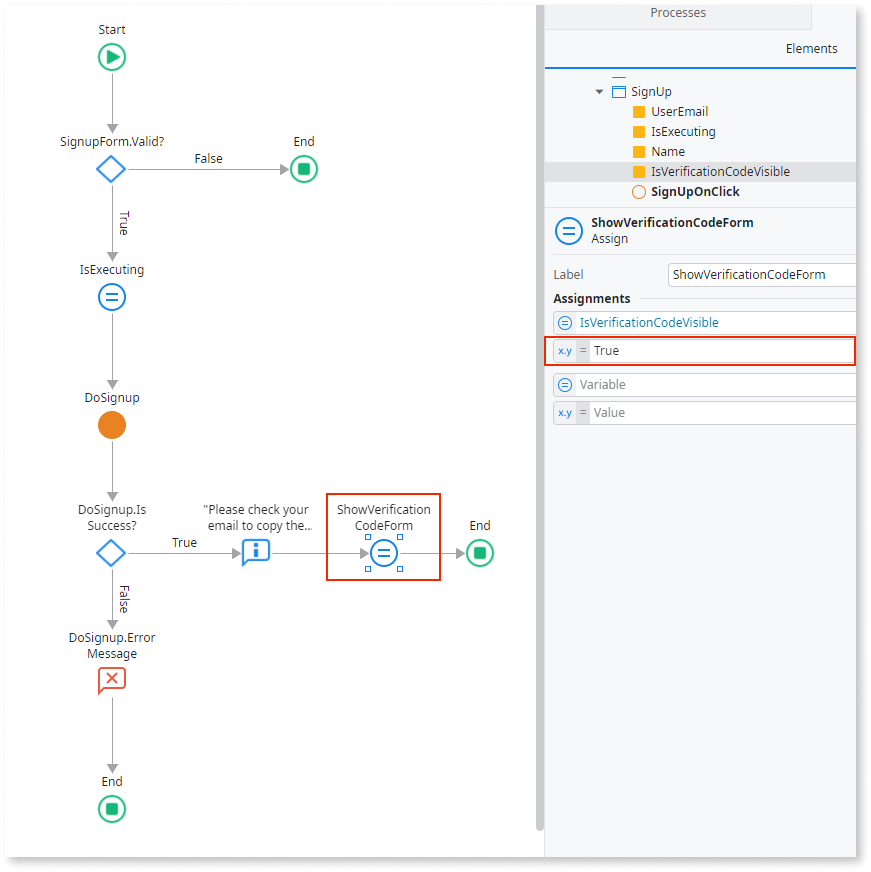 Start
SignupForm.Valid?
False
End
True
IsExecuting
DoSignup
DoSignup.Is
Success?
True
"Please check your
email to copy the...
ShowVerification
CodeForm
End
False
DoSignup.Error
Message
End
Processes
Elements
SignUp
UserEmail
IsExecuting
Name
IsVerificationCodeVisible
SignUpOnClick
ShowVerificationCodeForm
Assign
Label
ShowVerificationCodeForm
Assignments
IsVerificationCodeVisible
x.y = True
Variable
x.y = Value